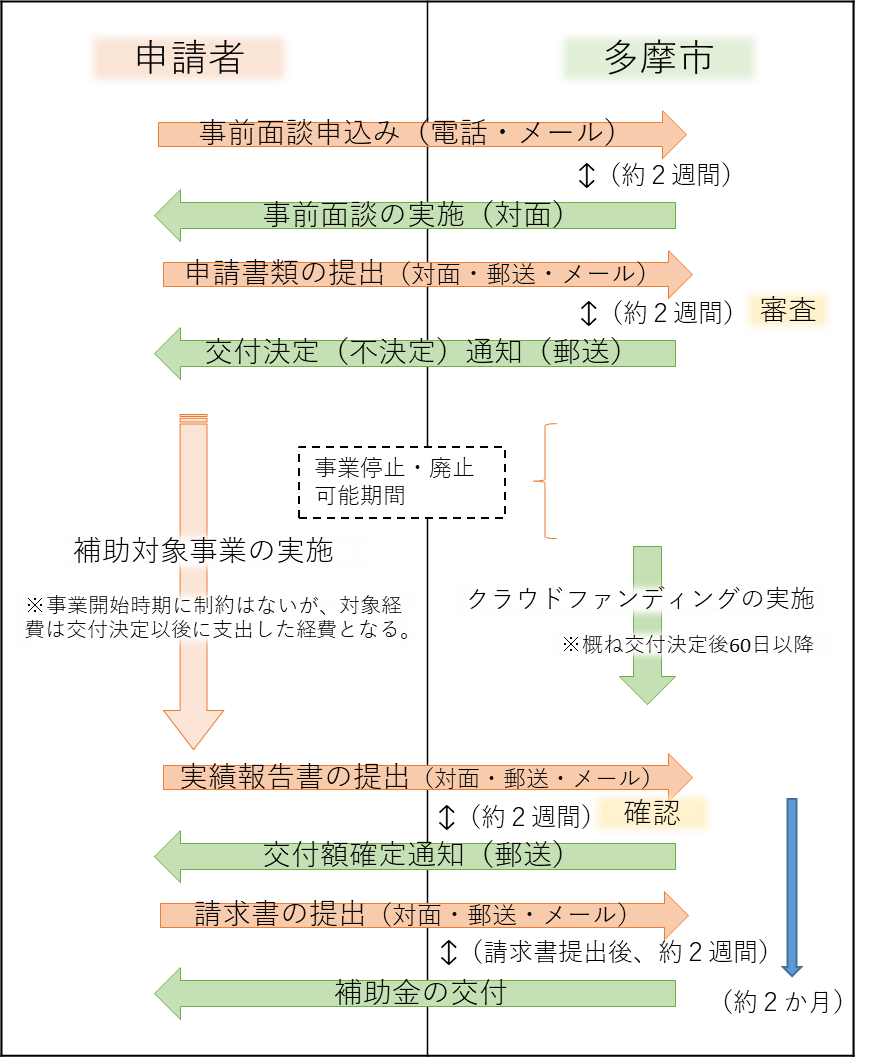 申請者
多摩市
事前面談申込み（電話・メール）
↕（約２週間）
事前面談の実施（対面）
申請書類の提出（対面・郵送・メール）
↕（約２週間）
審査
交付決定（不決定）通知（郵送）
事業停止・廃止
可能期間
補助対象事業の実施
※事業開始時期に制約はないが、対象経
費は交付決定以後に支出した経費となる。
クラウドファンディングの実施
※概ね交付決定後60日以降
実績報告書の提出（対面・郵送・メール）
↕（約２週間）
確認
交付額確定通知（郵送）
請求書の提出（対面・郵送・メール）
↕（請求書提出後、約２週間）
補助金の交付
（約２か月）